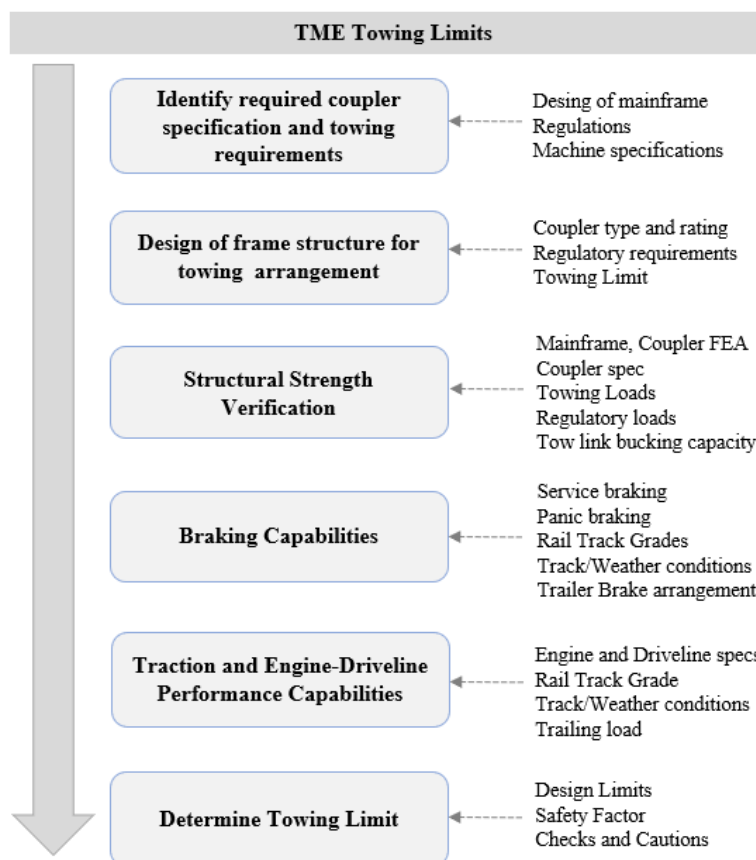 TME Towing Limits
Identify required coupler
specification and towing
requirements
Desing of mainframe
Regulations
Machine specifications
Design of frame structure for
towing arrangement
Coupler type and rating
Regulatory requirements
Towing Limit
Structural Strength
Verification
Mainframe, Coupler FEA
Coupler spec
Towing Loads
Regulatory loads
Tow link bucking capacity
Braking Capabilities
Service braking
Panic braking
Rail Track Grades
Track/Weather conditions
Trailer Brake arrangement
Traction and Engine-Driveline
Performance Capabilities
Engine and Driveline specs
Rail Track Grade
Track/Weather conditions
Trailing load
Determine Towing Limit
Design Limits
Safety Factor
Checks and Cautions